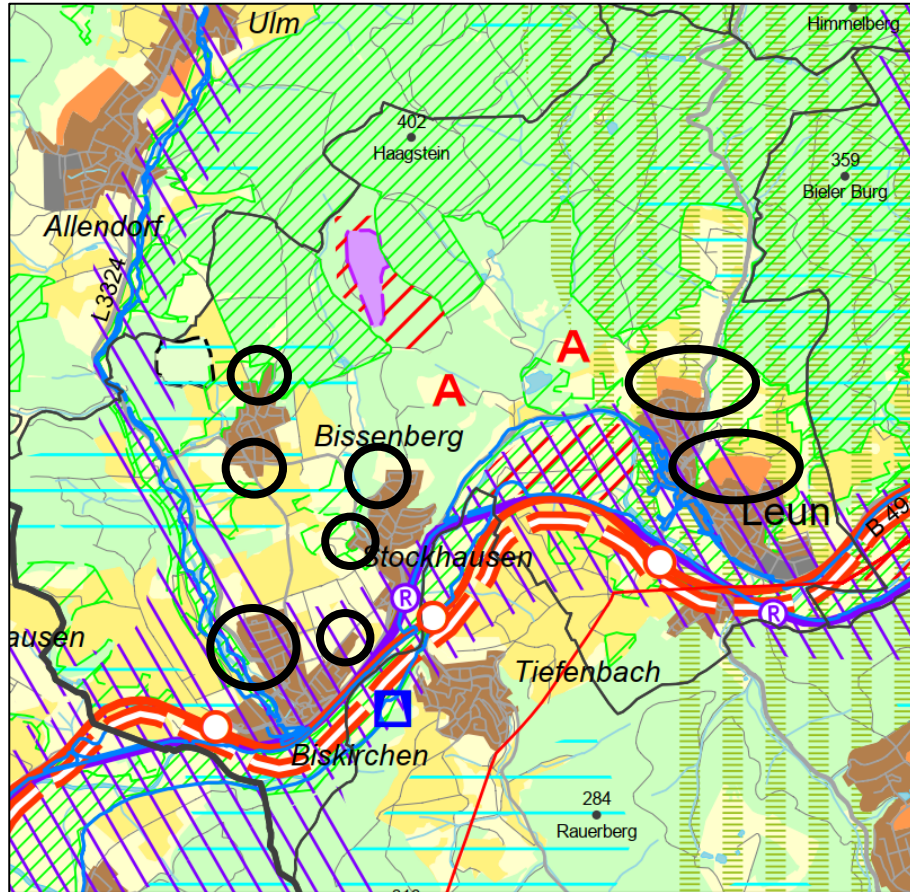 Ulm
Himmelberg
402
Haagstein
359
Bieler Burg
Allendorf
L3324
A
A
Bissenberg
Leun
B 49
Stockhausen
R
R
ausen
Tiefenbach
Biskirchen
284
Rauerberg